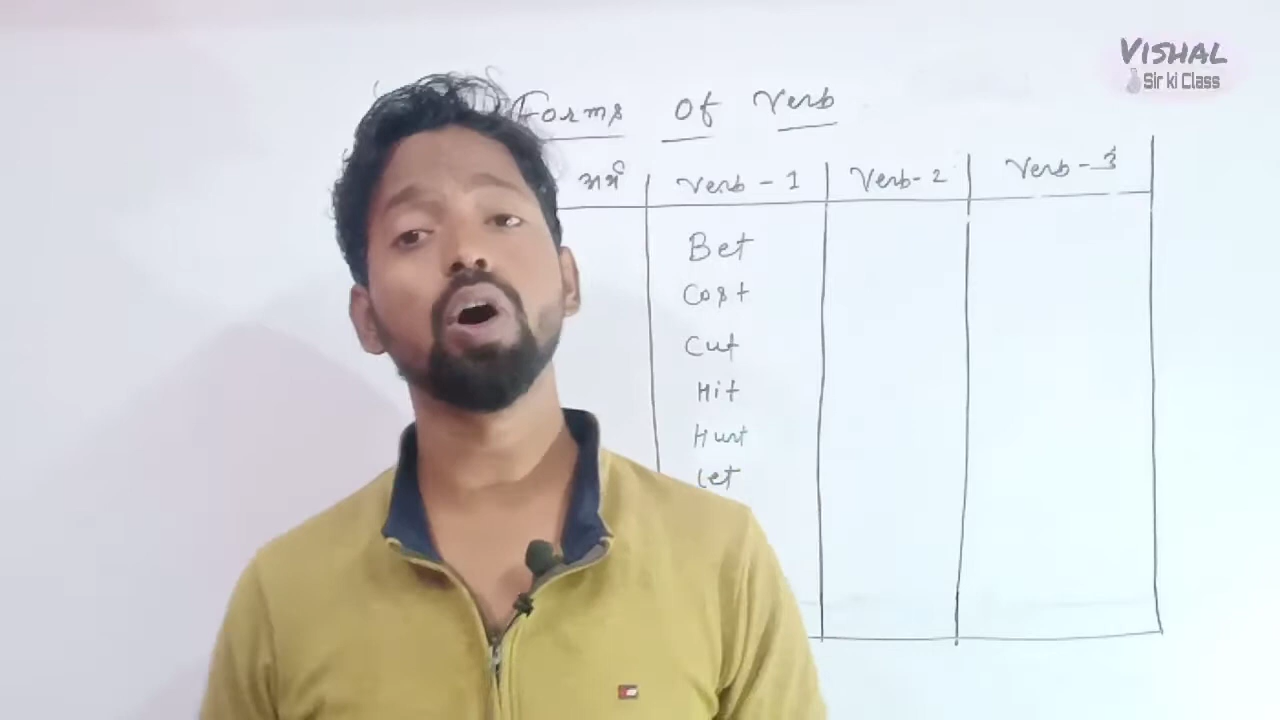 VISHAL
Sir ki Class
Forms Of Verb
अर्थ Verb - 1 Verb - 2 Verb - 3
Bet
Cost
Cut
Hit
Hurt
Let